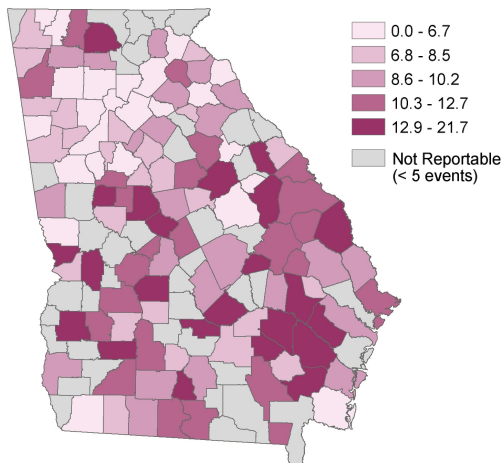 0.0 - 6.7
6.8 - 8.5
8.6 - 10.2
10.3 - 12.7
12.9 - 21.7
Not Reportable
(< 5 events)